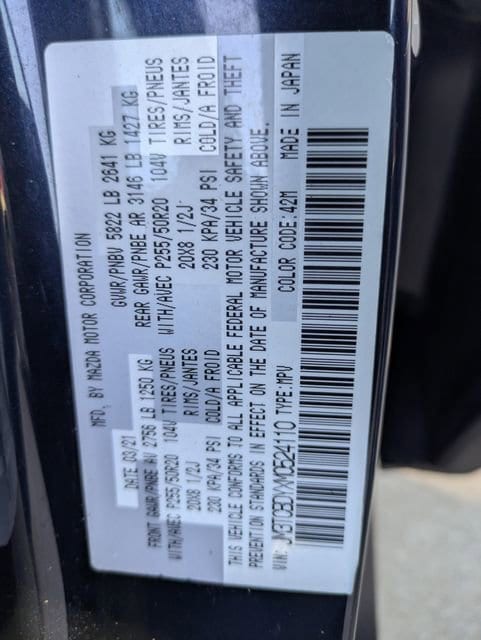 MFD. BY MAZDA MOTOR CORPORATION
DATE 03/21 GVWR/PNBV 5822 LB 2641 KG
FRONT GAWR/PNBE AV 2756 LB 1250 KG REAR GAWR/PNBE AR 3146 LB 1427 KG
WITH/AVEC P255/50R20 104V TIRES/PNEUS WITH/AVEC P255/50R20 104V TIRES/PNEUS
20X8 1/2J RIMS/JANTES 20X8 1/2J RIMS/JANTES
230 KPA/34 PSI COLD/A FROID 230 KPA/34 PSI COLD/A FROID
THIS VEHICLE CONFORMS TO ALL APPLICABLE FEDERAL MOTOR VEHICLE SAFETY AND THEFT
PREVENTION STANDARDS IN EFFECT ON THE DATE OF MANUFACTURE SHOWN ABOVE.
VIN: JM3TCBDYXM0524110 TYPE:MPV COLOR CODE:42M MADE IN JAPAN